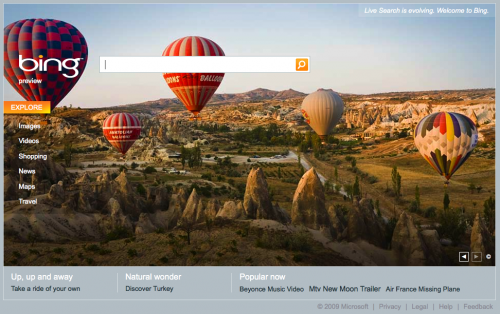 Live Search is evolving. Welcome to Bing.
bing
preview
BALLOONS
EXPLORE
Images
Videos
Shopping
News
Maps
Travel
Up, up and away
Take a ride of your own
Natural wonder
Discover Turkey
Popular now
Beyonce Music Video Mtv New Moon Trailer Air France Missing Plane
© 2009 Microsoft | Privacy | Legal | Help | Feedback